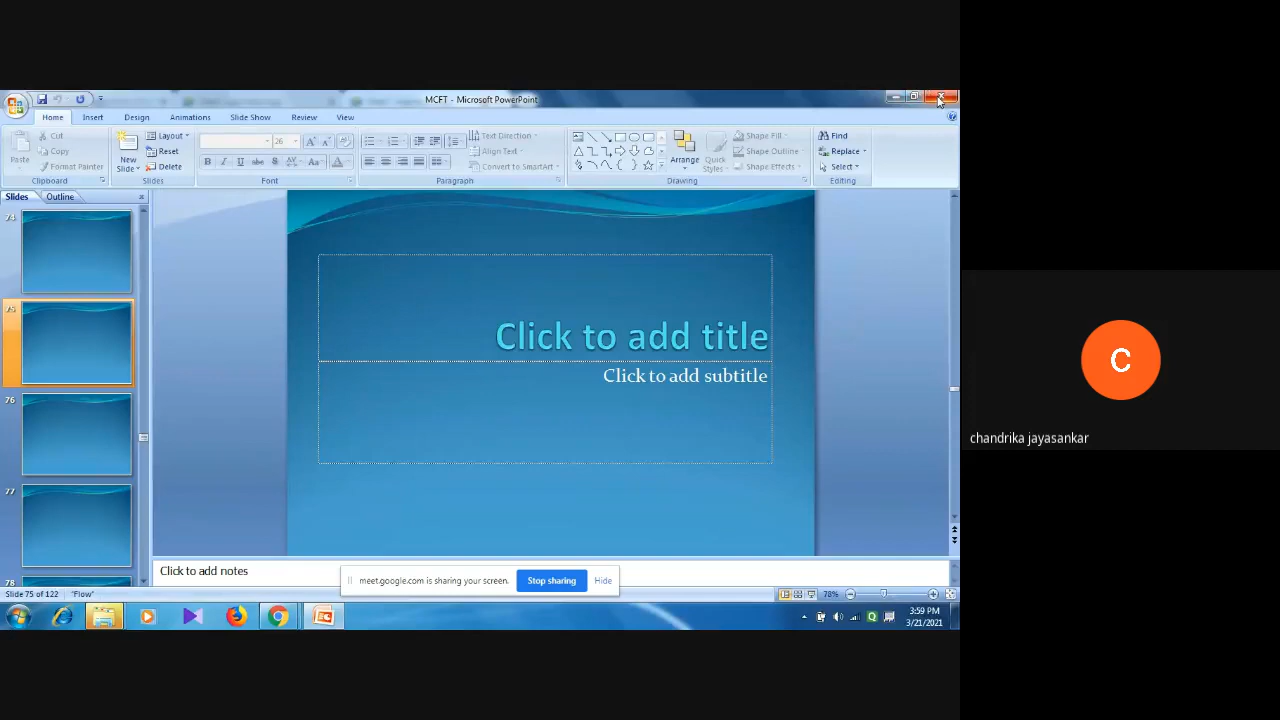 MCFT - Microsoft PowerPoint
Home Insert Design Animations Slide Show Review View
Paste Cut Copy Format Painter
Clipboard
New Slide Layout Reset Delete
Slides
26
B I U abc S AV Aa A
Font
Text Direction
Align Text
Convert to SmartArt
Paragraph
Arrange Quick Styles
Shape Fill
Shape Outline
Shape Effects
Drawing
Find
Replace
Select
Editing
Slides Outline
74
75
76
77
78
Click to add title
Click to add subtitle
Click to add notes
meet.google.com is sharing your screen. Stop sharing Hide
Slide 75 of 122 "Flow" 78%
3:59 PM
3/21/2021
C
chandrika jayasankar